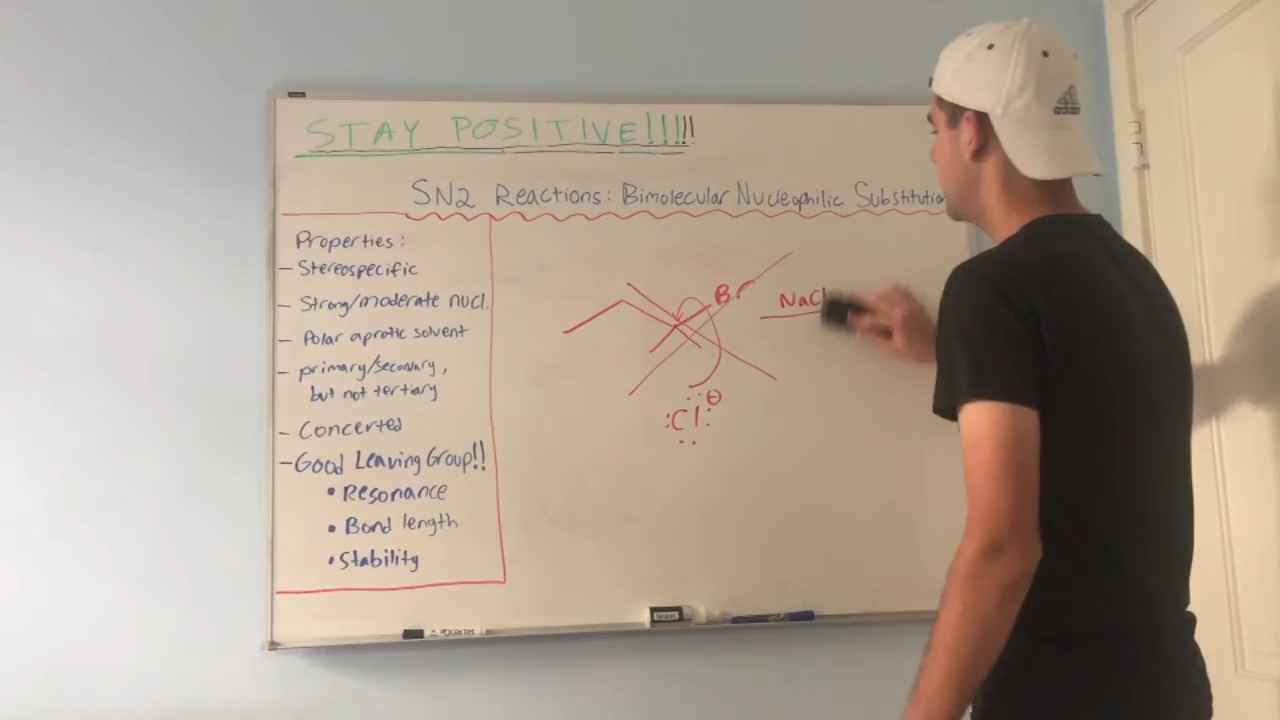 STAY POSITIVE!!!!!!
SN2 Reactions: Bimolecular Nucleophilic Substitution
Properties:
- Stereospecific
- Strong/moderate nucl.
- Polar aprotic solvent
- primary/secondary,
but not tertiary
- Concerted
- Good Leaving Group!!
• Resonance
• Bond length
• Stability
Br
NaCl
:Cl: ⊖
adidas